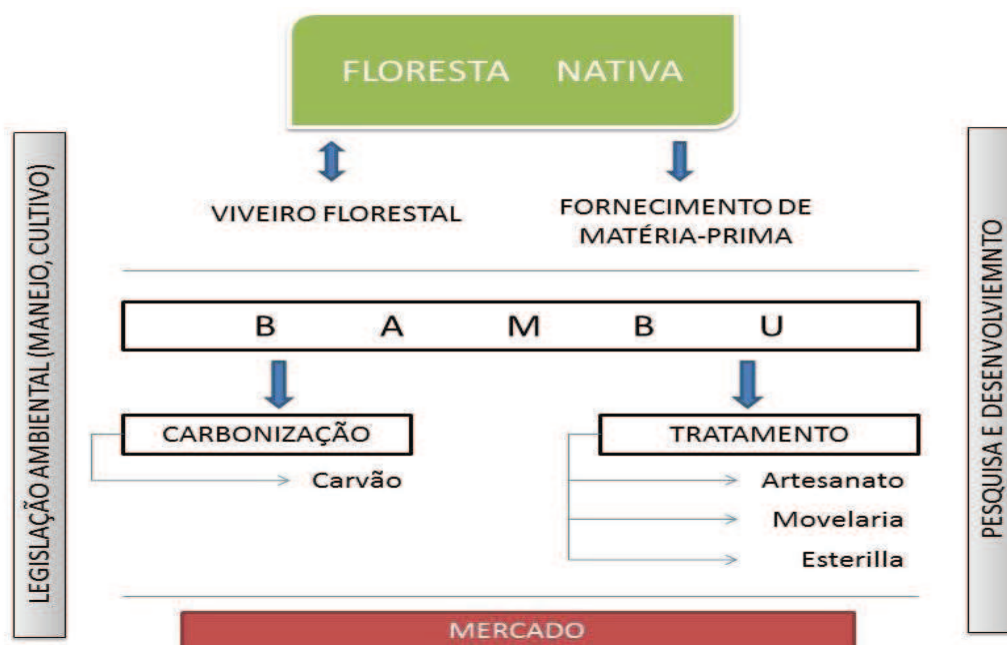 FLORESTA NATIVA
LEGISLAÇÃO AMBIENTAL (MANEJO, CULTIVO)
PESQUISA E DESENVOLVIEMNTO
VIVEIRO FLORESTAL
FORNECIMENTO DE
MATÉRIA-PRIMA
B A M B U
CARBONIZAÇÃO
TRATAMENTO
Carvão
Artesanato
Movelaria
Esterilla
MERCADO